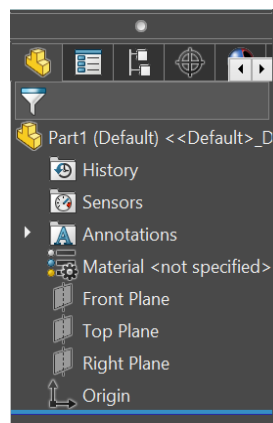 Part1 (Default) <<Default>_D
History
Sensors
Annotations
Material <not specified>
Front Plane
Top Plane
Right Plane
Origin